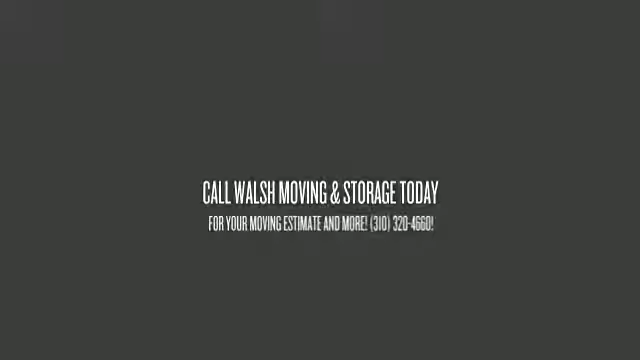 CALL WALSH MOVING & STORAGE TODAY
FOR YOUR MOVING ESTIMATE AND MORE! (310) 320-4660!